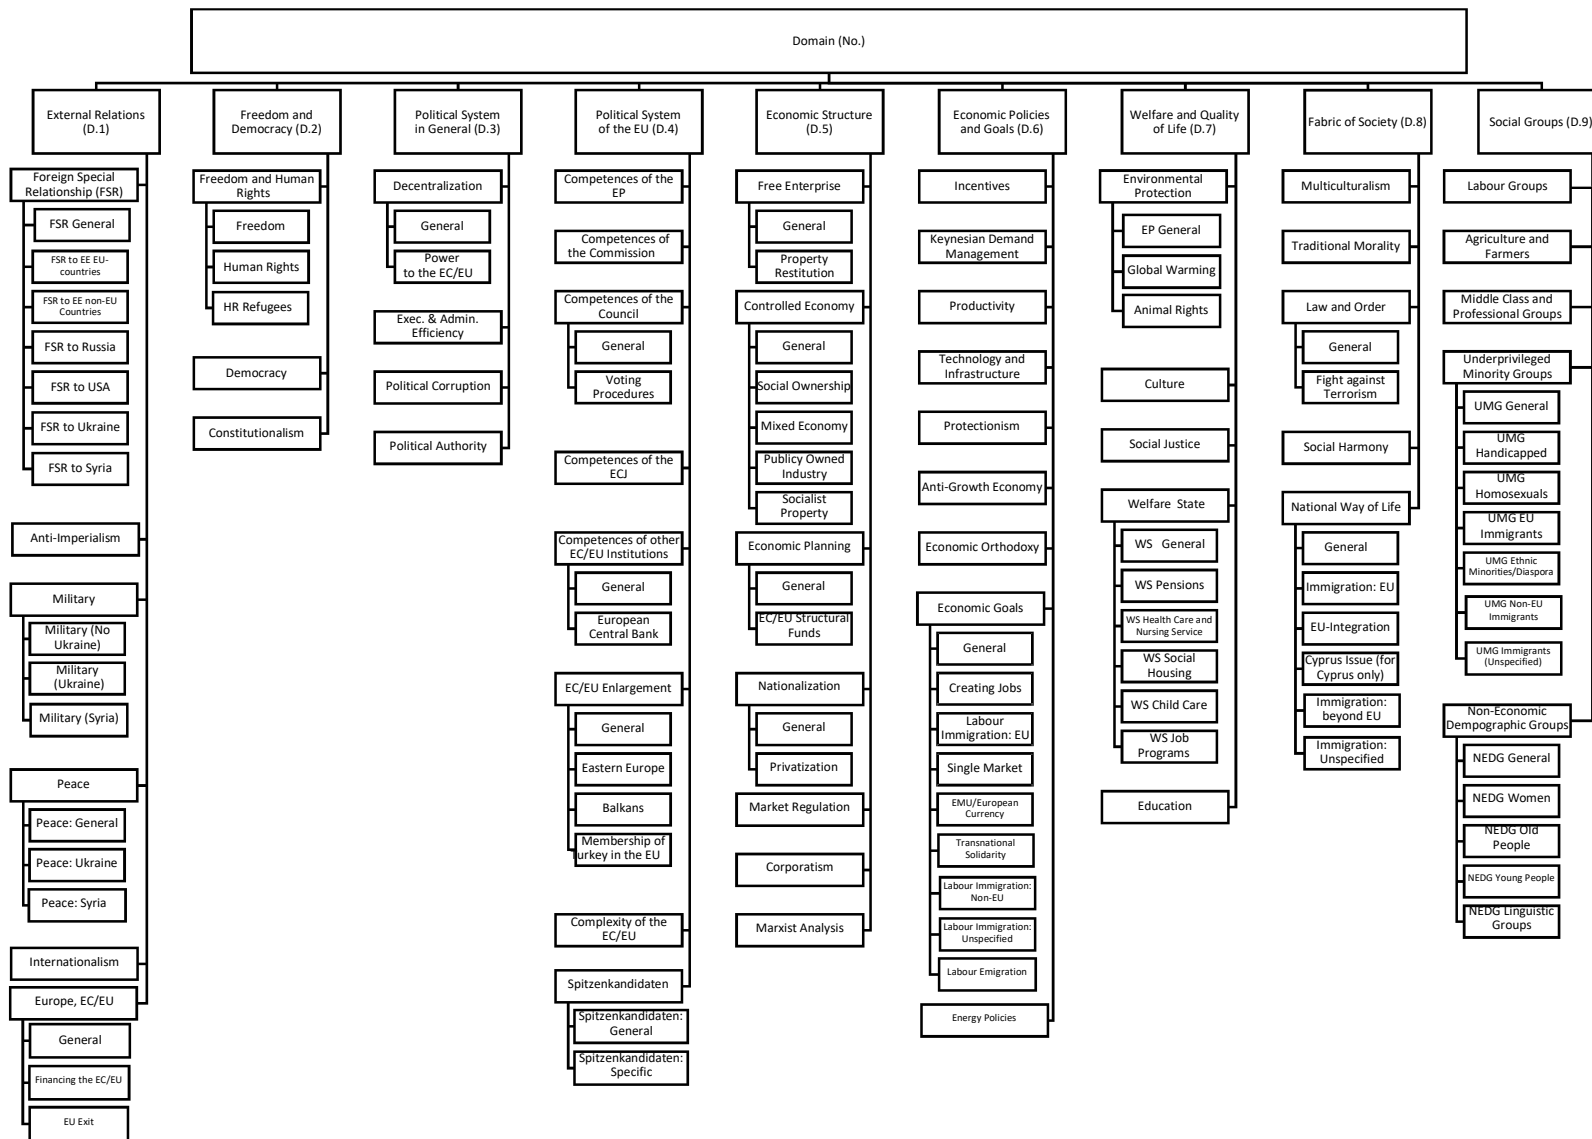 Domain (No.)
External Relations
(D.1)
Foreign Special
Relationship (FSR)
FSR General
FSR to EE EU-
countries
FSR to EE non-EU
Countries
FSR to Russia
FSR to USA
FSR to Ukraine
FSR to Syria
Anti-Imperialism
Military
Military (No
Ukraine)
Military
(Ukraine)
Military (Syria)
Peace
Peace: General
Peace: Ukraine
Peace: Syria
Internationalism
Europe, EC/EU
General
Financing the EC/EU
EU Exit
Freedom and
Democracy (D.2)
Freedom and Human
Rights
Freedom
Human Rights
HR Refugees
Democracy
Constitutionalism
Political System
in General (D.3)
Decentralization
General
Power
to the EC/EU
Exec. & Admin.
Efficiency
Political Corruption
Political Authority
Political System
of the EU (D.4)
Competences of the
EP
Competences of
the Commission
Competences of the
Council
General
Voting
Procedures
Competences of the
ECJ
Competences of other
EC/EU Institutions
General
European
Central Bank
EC/EU Enlargement
General
Eastern Europe
Balkans
Membership of
Turkey in the EU
Complexity of the
EC/EU
Spitzenkandidaten
Spitzenkandidaten:
General
Spitzenkandidaten:
Specific
Economic Structure
(D.5)
Free Enterprise
General
Property
Restitution
Controlled Economy
General
Social Ownership
Mixed Economy
Publicy Owned
Industry
Socialist
Property
Economic Planning
General
EC/EU Structural
Funds
Nationalization
General
Privatization
Market Regulation
Corporatism
Marxist Analysis
Economic Policies
and Goals (D.6)
Incentives
Keynesian Demand
Management
Productivity
Technology and
Infrastructure
Protectionism
Anti-Growth Economy
Economic Orthodoxy
Economic Goals
General
Creating Jobs
Labour
Immigration: EU
Single Market
EMU/European
Currency
Transnational
Solidarity
Labour Immigration:
Non-EU
Labour Immigration:
Unspecified
Labour Emigration
Energy Policies
Welfare and Quality
of Life (D.7)
Environmental
Protection
EP General
Global Warming
Animal Rights
Culture
Social Justice
Welfare State
WS General
WS Pensions
WS Health Care and
Nursing Service
WS Social
Housing
WS Child Care
WS Job
Programs
Education
Fabric of Society (D.8)
Multiculturalism
Traditional Morality
Law and Order
General
Fight against
Terrorism
Social Harmony
National Way of Life
General
Immigration: EU
EU-Integration
Cyprus Issue (for
Cyprus only)
Immigration:
beyond EU
Immigration:
Unspecified
Social Groups (D.9)
Labour Groups
Agriculture and
Farmers
Middle Class and
Professional Groups
Underprivileged
Minority Groups
UMG General
UMG
Handicapped
UMG
Homosexuals
UMG EU
Immigrants
UMG Ethnic
Minorities/Diaspora
UMG Non-EU
Immigrants
UMG Immigrants
(Unspecified)
Non-Economic
Dempographic Groups
NEDG General
NEDG Women
NEDG Old
People
NEDG Young People
NEDG Linguistic
Groups